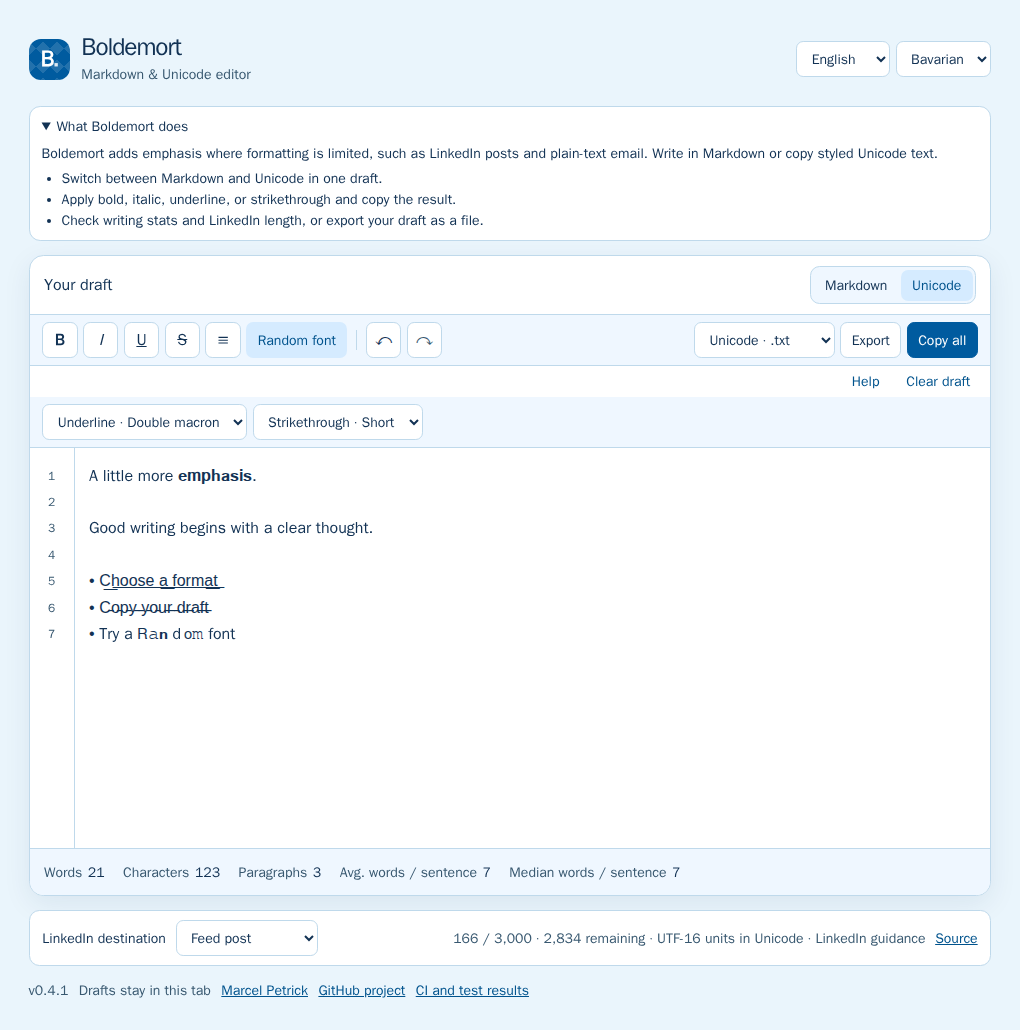 B.
Boldemort
Markdown & Unicode editor
English
Bavarian
▼ What Boldemort does
Boldemort adds emphasis where formatting is limited, such as LinkedIn posts and plain-text email. Write in Markdown or copy styled Unicode text.
• Switch between Markdown and Unicode in one draft.
• Apply bold, italic, underline, or strikethrough and copy the result.
• Check writing stats and LinkedIn length, or export your draft as a file.
Your draft
Markdown Unicode
B I U S ≡ Random font
Unicode · .txt Export Copy all
Help Clear draft
Underline · Double macron Strikethrough · Short
1 A little more emphasis.
2
3 Good writing begins with a clear thought.
4
5 • Choose a format
6 • Copy your draft
7 • Try a Random font
Words 21 Characters 123 Paragraphs 3 Avg. words / sentence 7 Median words / sentence 7
LinkedIn destination Feed post 166 / 3,000 · 2,834 remaining · UTF-16 units in Unicode · LinkedIn guidance Source
v0.4.1 Drafts stay in this tab Marcel Petrick GitHub project CI and test results